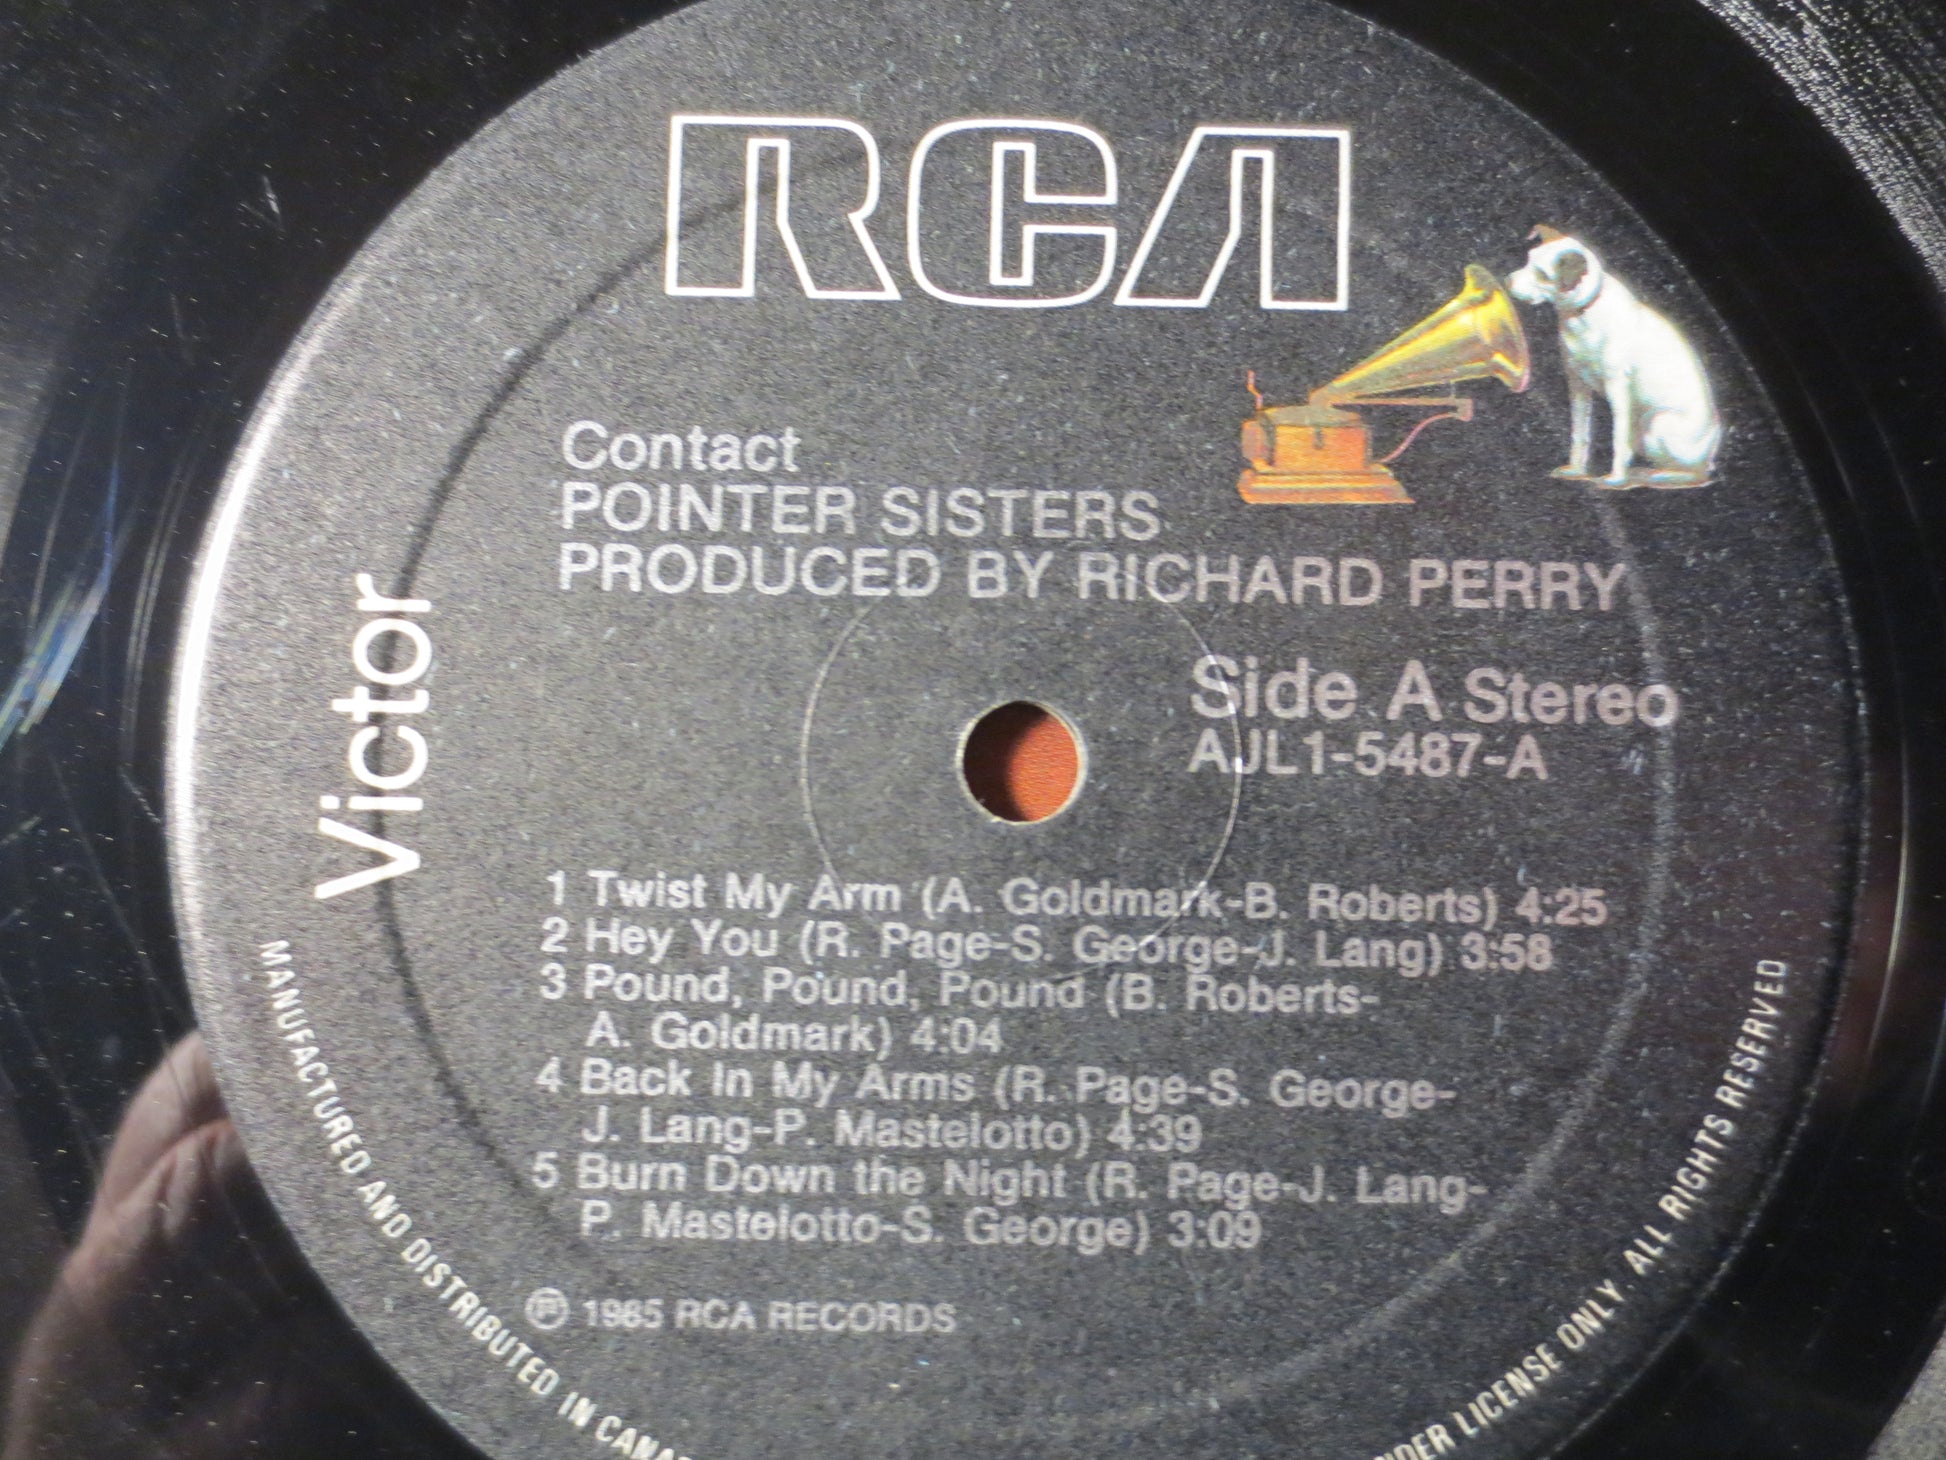 RCA
Victor
Contact
POINTER SISTERS
PRODUCED BY RICHARD PERRY
Side A Stereo
AJL1-5487-A
1 Twist My Arm (A. Goldmark-B. Roberts) 4:25
2 Hey You (R. Page-S. George-J. Lang) 3:58
3 Pound, Pound, Pound (B. Roberts-
A. Goldmark) 4:04
4 Back In My Arms (R. Page-S. George-
J. Lang-P. Mastelotto) 4:39
5 Burn Down the Night (R. Page-J. Lang-
P. Mastelotto-S. George) 3:09
℗ 1985 RCA RECORDS
MANUFACTURED AND DISTRIBUTED IN
LICENSE ONLY. ALL RIGHTS RESERVED